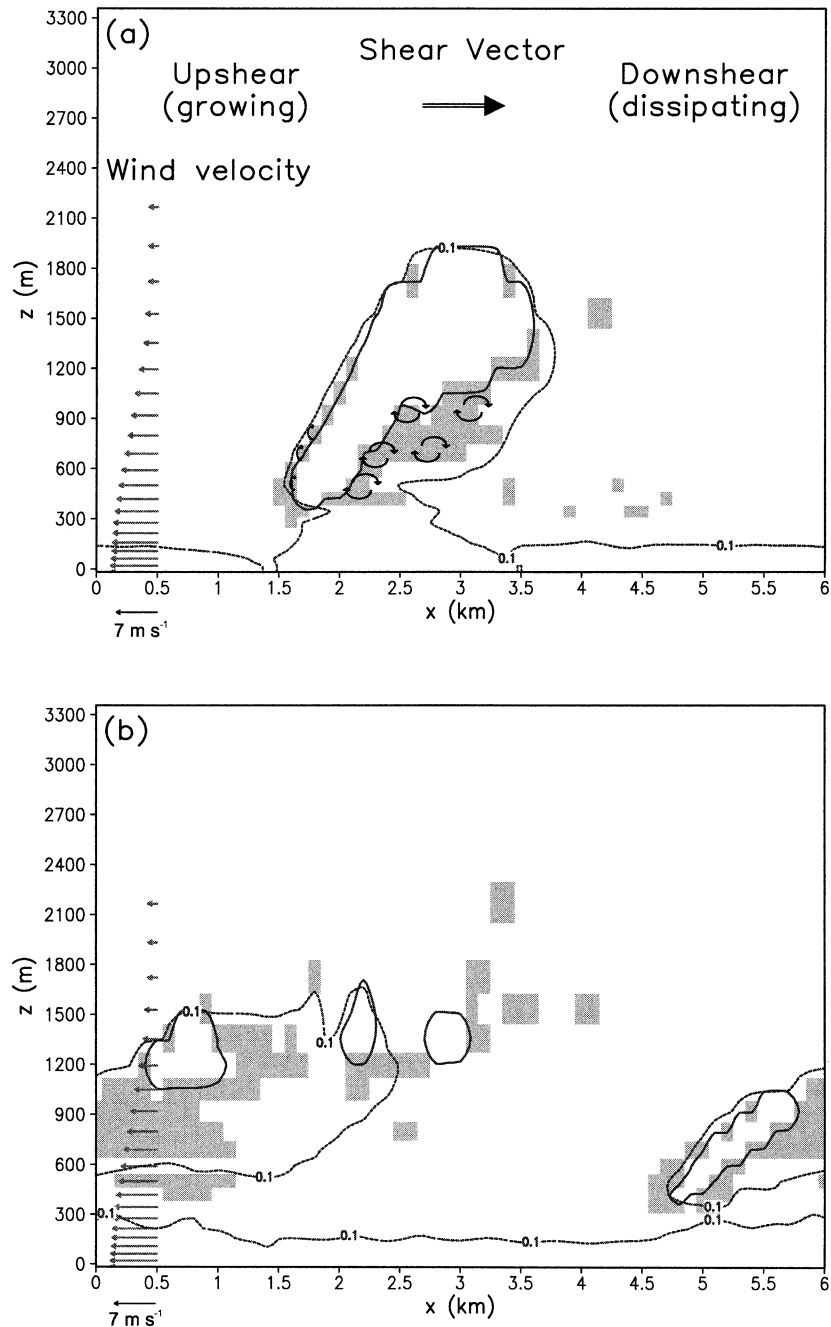 (a)
Shear Vector
Upshear
(growing)
Downshear
(dissipating)
Wind velocity
3300
3000
2700
2400
2100
1800
1500
1200
900
600
300
0
z (m)
0.1
0.1
0.1
0 0.5 1 1.5 2 2.5 3 3.5 4 4.5 5 5.5 6
x (km)
7 m s-1
(b)
3300
3000
2700
2400
2100
1800
1500
1200
900
600
300
0
z (m)
0.1
0.1
0.1
0.1
0.1
0.1
0.1
0.1
0.1
0 0.5 1 1.5 2 2.5 3 3.5 4 4.5 5 5.5 6
x (km)
7 m s-1